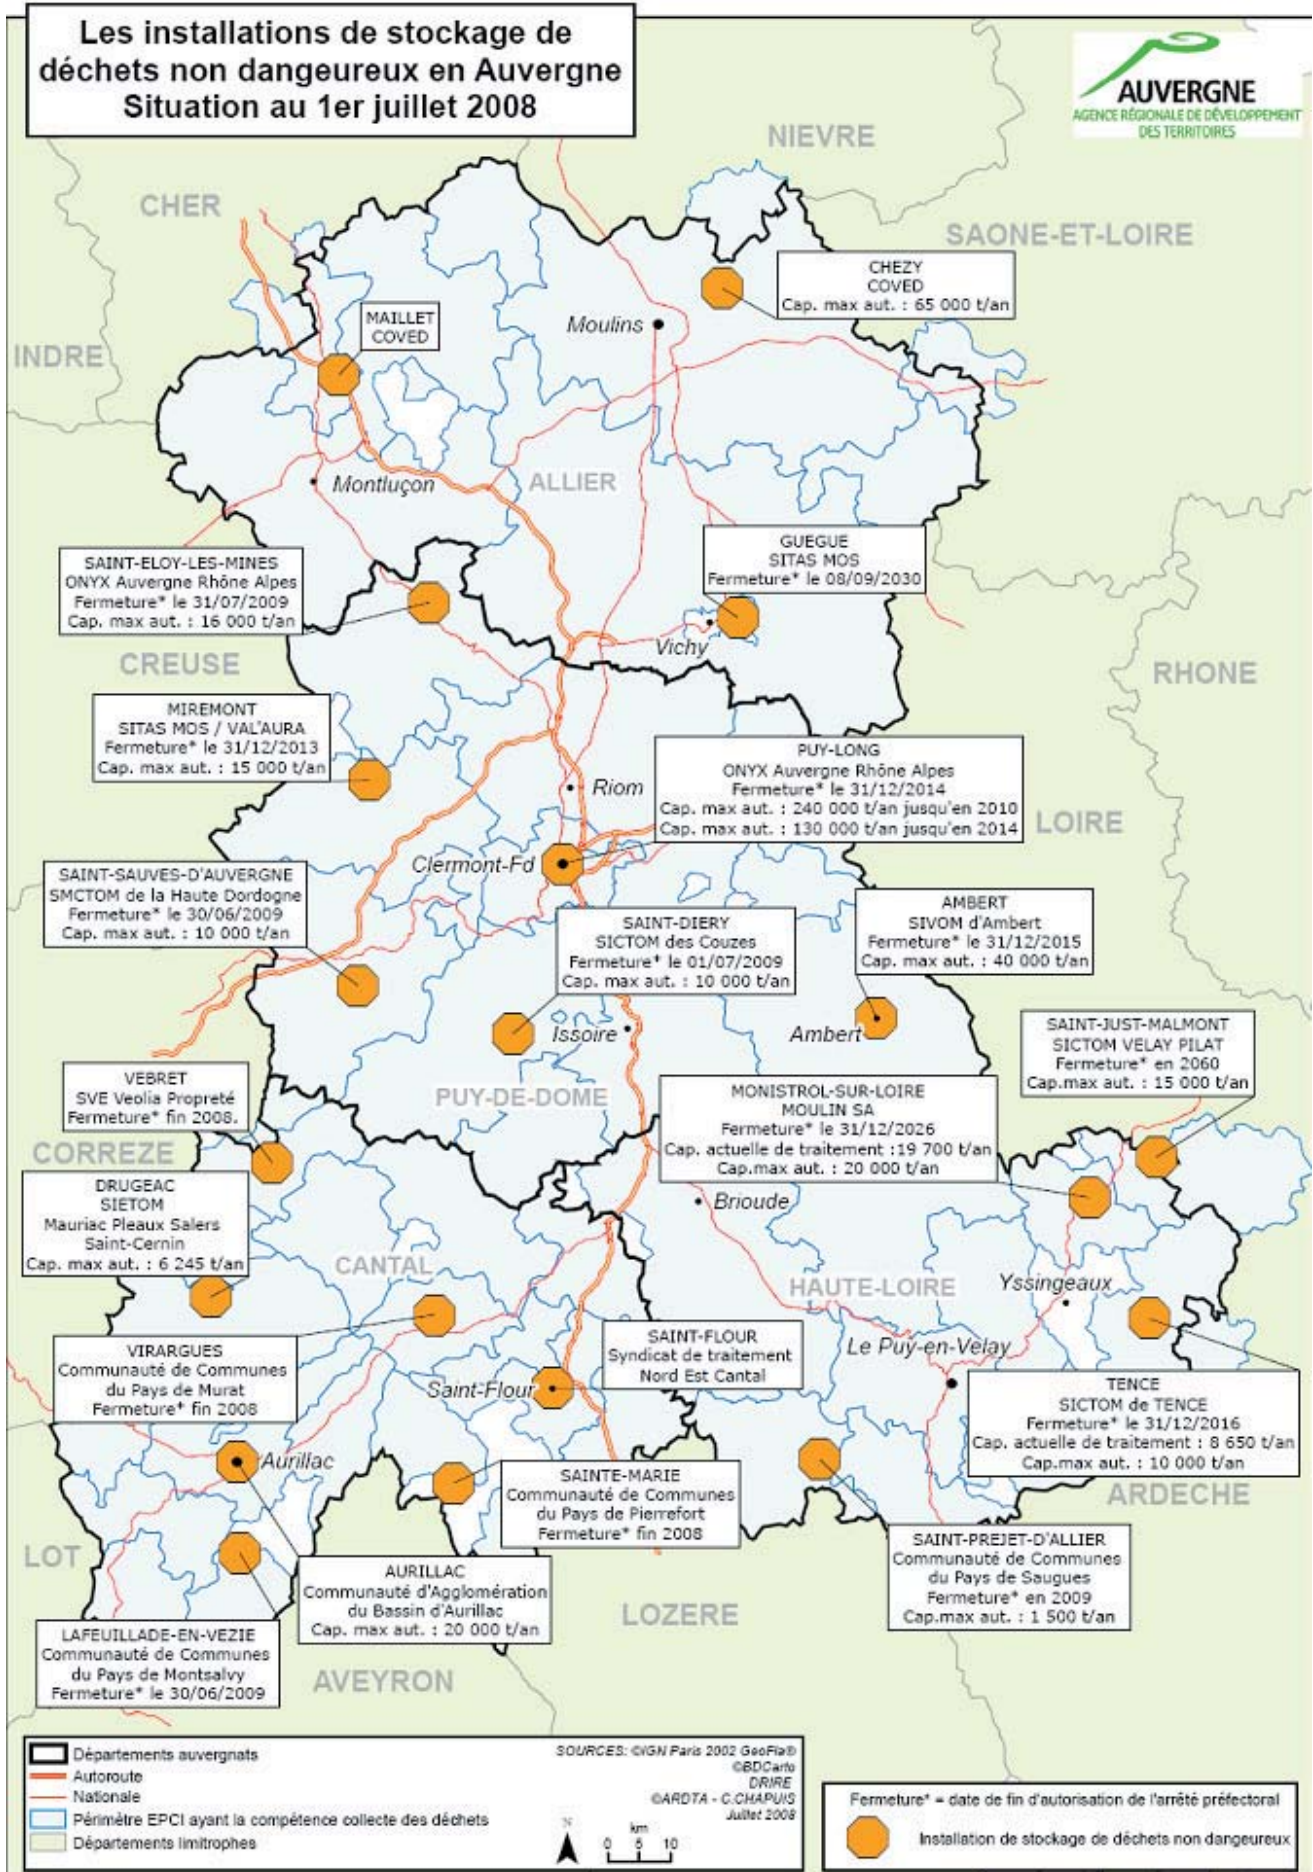 Les installations de stockage de
déchets non dangeureux en Auvergne
Situation au 1er juillet 2008
AUVERGNE
AGENCE RÉGIONALE DE DÉVELOPPEMENT
DES TERRITOIRES
NIEVRE
CHER
SAONE-ET-LOIRE
CHEZY
COVED
Cap. max aut. : 65 000 t/an
MAILLET
COVED
Moulins
INDRE
Montluçon
ALLIER
GUEGUE
SITAS MOS
Fermeture* le 08/09/2030
SAINT-ELOY-LES-MINES
ONYX Auvergne Rhône Alpes
Fermeture* le 31/07/2009
Cap. max aut. : 16 000 t/an
Vichy
CREUSE
RHONE
MIREMONT
SITAS MOS / VAL'AURA
Fermeture* le 31/12/2013
Cap. max aut. : 15 000 t/an
PUY-LONG
ONYX Auvergne Rhône Alpes
Fermeture* le 31/12/2014
Cap. max aut. : 240 000 t/an jusqu'en 2010
Cap. max aut. : 130 000 t/an jusqu'en 2014
Riom
LOIRE
Clermont-Fd
SAINT-SAUVES-D'AUVERGNE
SMCTOM de la Haute Dordogne
Fermeture* le 30/06/2009
Cap. max aut. : 10 000 t/an
SAINT-DIERY
SICTOM des Couzes
Fermeture* le 01/07/2009
Cap. max aut. : 10 000 t/an
AMBERT
SIVOM d'Ambert
Fermeture* le 31/12/2015
Cap. max aut. : 40 000 t/an
Issoire
Ambert
SAINT-JUST-MALMONT
SICTOM VELAY PILAT
Fermeture* en 2060
Cap.max aut. : 15 000 t/an
VEBRET
SVE Veolia Propreté
Fermeture* fin 2008.
PUY-DE-DOME
MONISTROL-SUR-LOIRE
MOULIN SA
Fermeture* le 31/12/2026
Cap. actuelle de traitement :19 700 t/an
Cap.max aut. : 20 000 t/an
CORREZE
DRUGEAC
SIETOM
Mauriac Pleaux Salers
Saint-Cernin
Cap. max aut. : 6 245 t/an
Brioude
CANTAL
HAUTE-LOIRE
Yssingeaux
VIRARGUES
Communauté de Communes
du Pays de Murat
Fermeture* fin 2008
SAINT-FLOUR
Syndicat de traitement
Nord Est Cantal
Le Puy-en-Velay
Saint-Flour
TENCE
SICTOM de TENCE
Fermeture* le 31/12/2016
Cap. actuelle de traitement : 8 650 t/an
Cap.max aut. : 10 000 t/an
Aurillac
SAINTE-MARIE
Communauté de Communes
du Pays de Pierrefort
Fermeture* fin 2008
ARDECHE
SAINT-PREJET-D'ALLIER
Communauté de Communes
du Pays de Saugues
Fermeture* en 2009
Cap.max aut. : 1 500 t/an
LOT
AURILLAC
Communauté d'Agglomération
du Bassin d'Aurillac
Cap. max aut. : 20 000 t/an
LOZERE
LAFEUILLADE-EN-VEZIE
Communauté de Communes
du Pays de Montsalvy
Fermeture* le 30/06/2009
AVEYRON
Départements auvergnats
Autoroute
Nationale
Périmètre EPCI ayant la compétence collecte des déchets
Départements limitrophes
SOURCES: ©IGN Paris 2002 GeoFla®
©BDCarto
DRIRE
©ARDTA - C.CHAPUIS
Juillet 2008
N
km
0 5 10
Fermeture* = date de fin d'autorisation de l'arrêté préfectoral
Installation de stockage de déchets non dangeureux